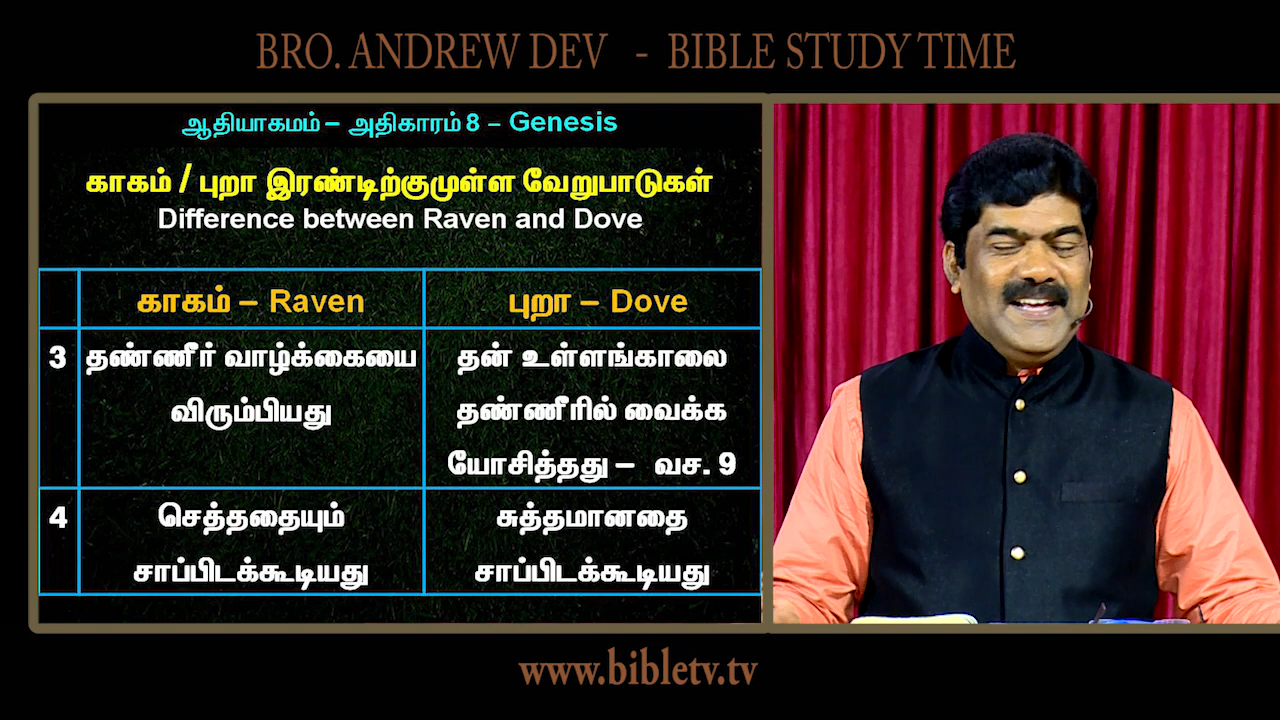 BRO. ANDREW DEV - BIBLE STUDY TIME
ஆதியாகமம் – அதிகாரம் 8 – Genesis
காகம் / புறா இரண்டிற்குமுள்ள வேறுபாடுகள்
Difference between Raven and Dove
காகம் – Raven
புறா – Dove
3
தண்ணீர் வாழ்க்கையை
விரும்பியது
தன் உள்ளங்காலை
தண்ணீரில் வைக்க
யோசித்தது – வச. 9
4
செத்ததையும்
சாப்பிடக்கூடியது
சுத்தமானதை
சாப்பிடக்கூடியது
www.bibletv.tv